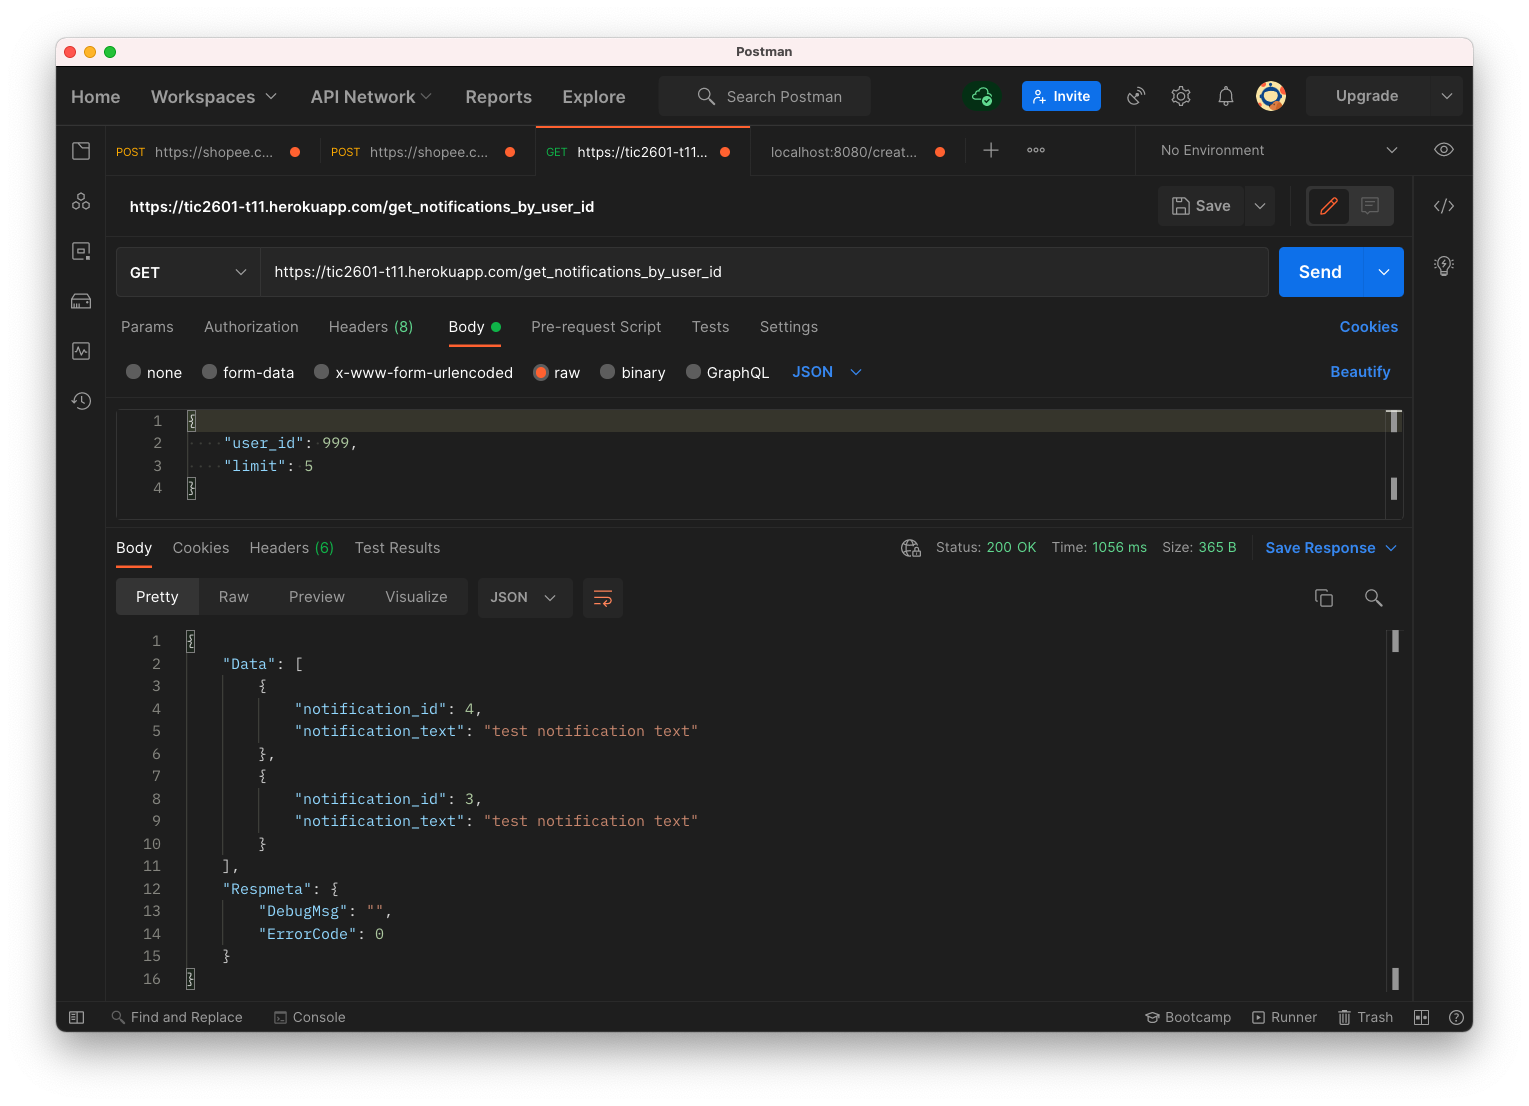 Postman
Home Workspaces API Network Reports Explore Search Postman Invite Upgrade
POST https://shopee.c... POST https://shopee.c... GET https://tic2601-t11... localhost:8080/creat... No Environment
https://tic2601-t11.herokuapp.com/get_notifications_by_user_id Save
GET https://tic2601-t11.herokuapp.com/get_notifications_by_user_id Send
Params Authorization Headers (8) Body Pre-request Script Tests Settings Cookies
none form-data x-www-form-urlencoded raw binary GraphQL JSON Beautify
1 {
2 "user_id": 999,
3 "limit": 5
4 }
Body Cookies Headers (6) Test Results Status: 200 OK Time: 1056 ms Size: 365 B Save Response
Pretty Raw Preview Visualize JSON
1 {
2 "Data": [
3 {
4 "notification_id": 4,
5 "notification_text": "test notification text"
6 },
7 {
8 "notification_id": 3,
9 "notification_text": "test notification text"
10 }
11 ],
12 "Respmeta": {
13 "DebugMsg": "",
14 "ErrorCode": 0
15 }
16 }
Find and Replace Console Bootcamp Runner Trash